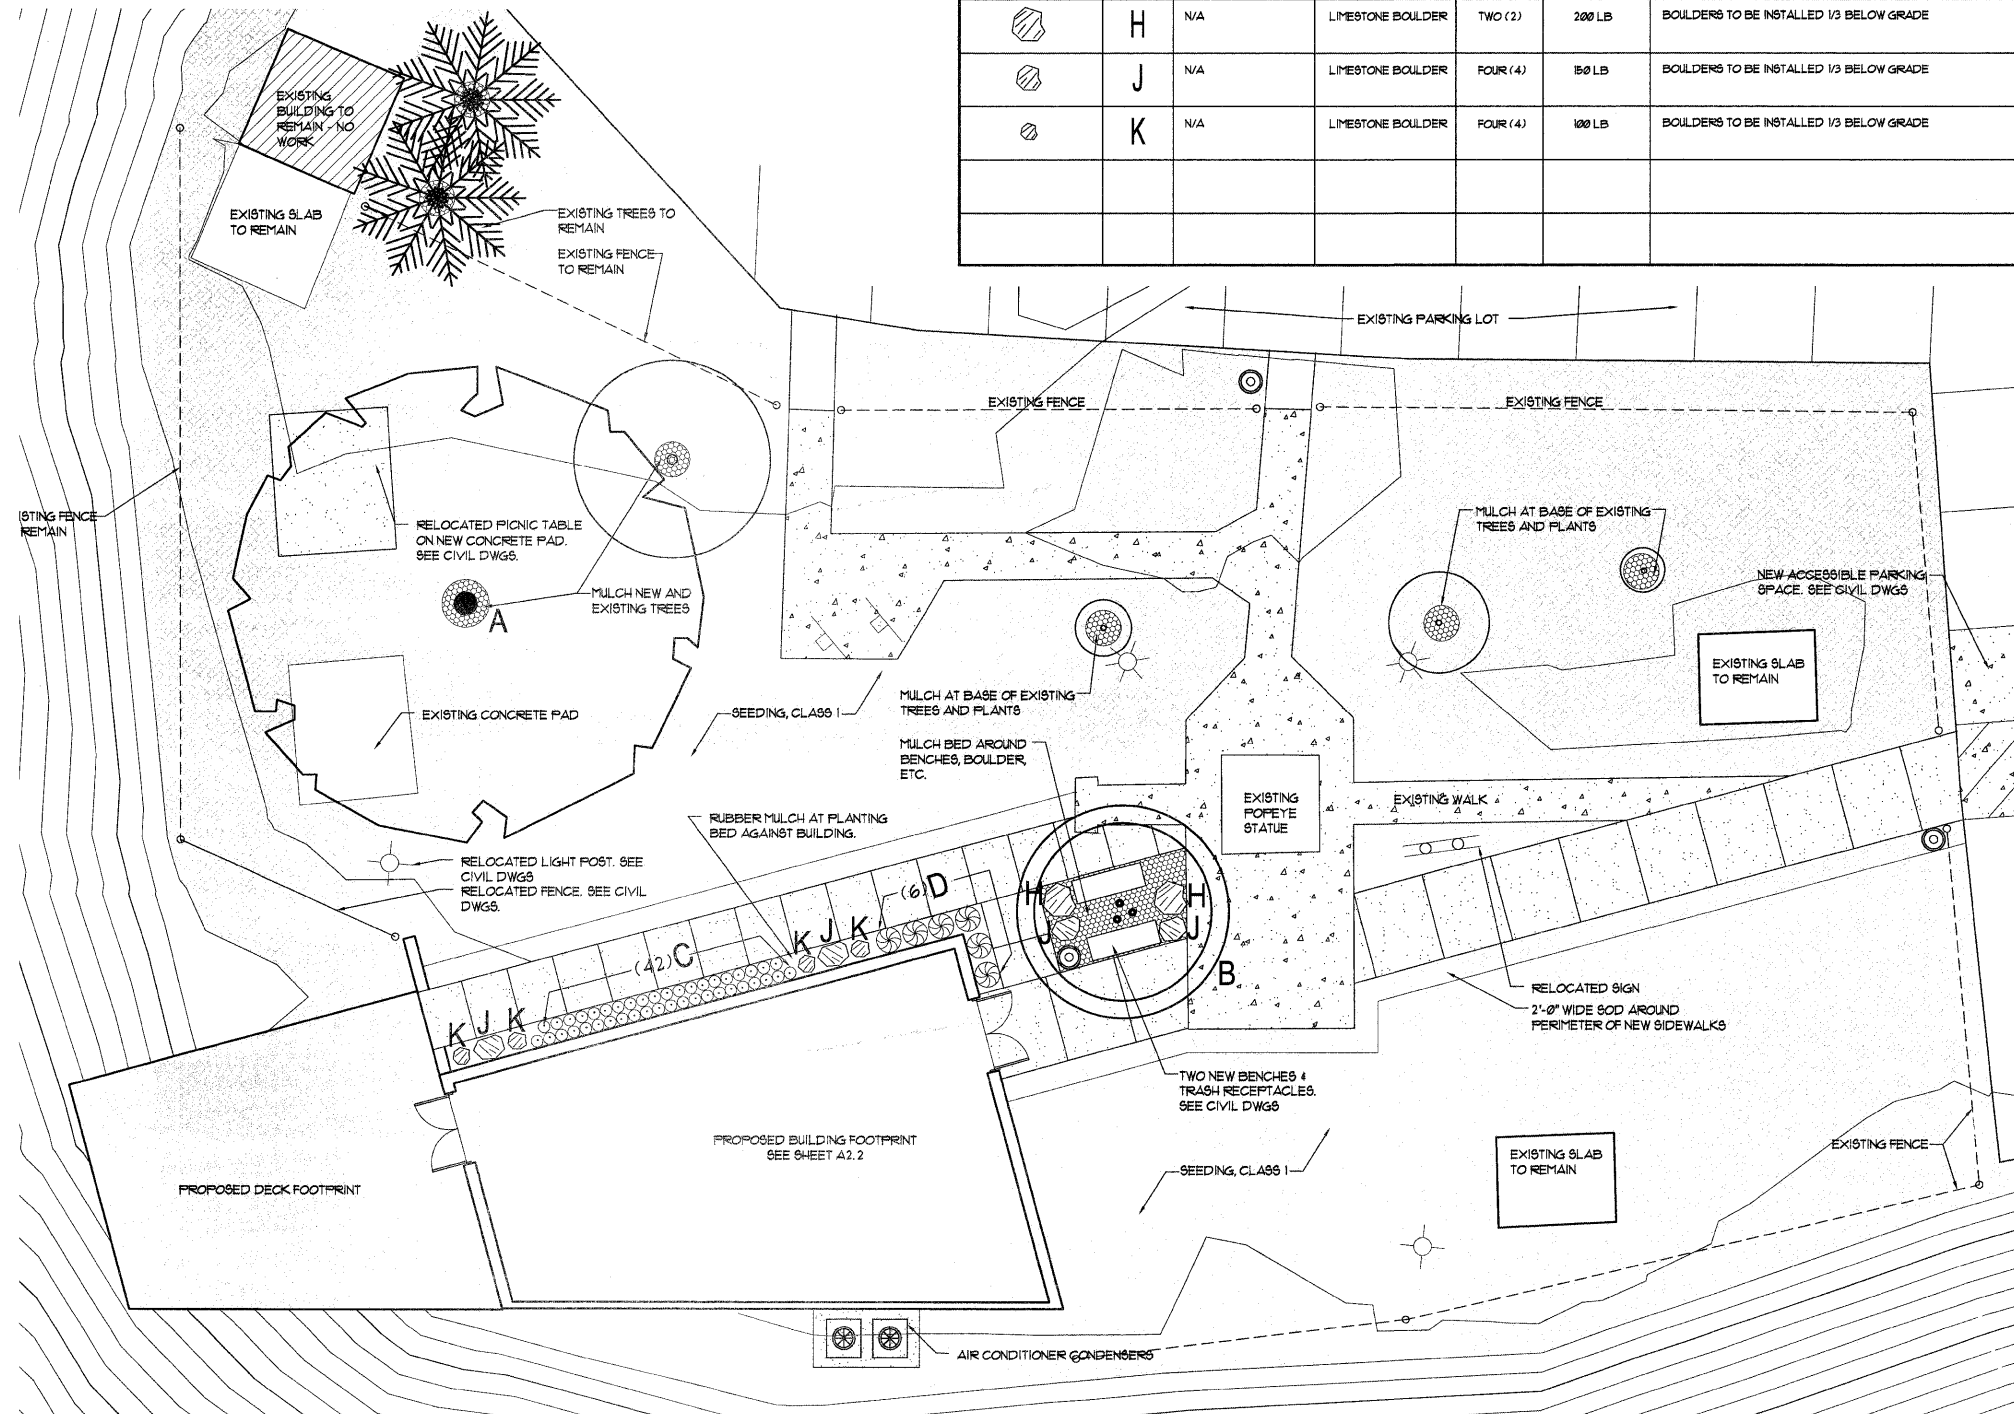 H N/A LIMESTONE BOULDER TWO (2) 200 LB BOULDERS TO BE INSTALLED 1/3 BELOW GRADE
J N/A LIMESTONE BOULDER FOUR (4) 150 LB BOULDERS TO BE INSTALLED 1/3 BELOW GRADE
K N/A LIMESTONE BOULDER FOUR (4) 100 LB BOULDERS TO BE INSTALLED 1/3 BELOW GRADE
EXISTING
BUILDING TO
REMAIN - NO
WORK
EXISTING SLAB
TO REMAIN
EXISTING TREES TO
REMAIN
EXISTING FENCE
TO REMAIN
EXISTING PARKING LOT
EXISTING FENCE
EXISTING FENCE
ISTING FENCE
REMAIN
RELOCATED PICNIC TABLE
ON NEW CONCRETE PAD.
SEE CIVIL DWGS.
MULCH NEW AND
EXISTING TREES
A
MULCH AT BASE OF EXISTING
TREES AND PLANTS
NEW ACCESSIBLE PARKING
SPACE. SEE CIVIL DWGS
EXISTING SLAB
TO REMAIN
EXISTING CONCRETE PAD
SEEDING, CLASS 1
MULCH AT BASE OF EXISTING
TREES AND PLANTS
MULCH BED AROUND
BENCHES, BOULDER,
ETC.
EXISTING
POPEYE
STATUE
EXISTING WALK
RUBBER MULCH AT PLANTING
BED AGAINST BUILDING.
RELOCATED LIGHT POST. SEE
CIVIL DWGS
RELOCATED FENCE. SEE CIVIL
DWGS.
(6) D
H
H
J
J
B
K J K
(42) C
K J K
RELOCATED SIGN
2'-0" WIDE SOD AROUND
PERIMETER OF NEW SIDEWALKS
TWO NEW BENCHES &
TRASH RECEPTACLES.
SEE CIVIL DWGS
PROPOSED BUILDING FOOTPRINT
SEE SHEET A2.2
PROPOSED DECK FOOTPRINT
SEEDING, CLASS 1
EXISTING SLAB
TO REMAIN
EXISTING FENCE
AIR CONDITIONER CONDENSERS